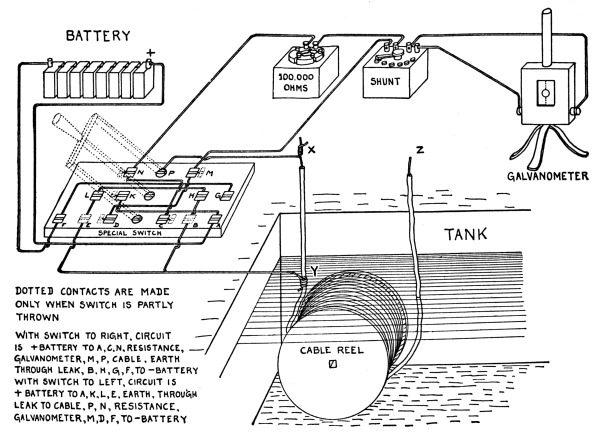 BATTERY
+
100,000
OHMS
SHUNT
GALVANOMETER
N
P
M
X
Z
L
K
H
G
F
E
D
C
B
A
SPECIAL SWITCH
TANK
Y
CABLE REEL
DOTTED CONTACTS ARE MADE
ONLY WHEN SWITCH IS PARTLY
THROWN
WITH SWITCH TO RIGHT, CIRCUIT
IS + BATTERY TO A, C, N, RESISTANCE,
GALVANOMETER, M, P, CABLE, EARTH
THROUGH LEAK, B, H, G, F, TO - BATTERY
WITH SWITCH TO LEFT, CIRCUIT IS
+ BATTERY TO A, K, L, E, EARTH, THROUGH
LEAK TO CABLE, P, N, RESISTANCE,
GALVANOMETER, M, D, F, TO - BATTERY